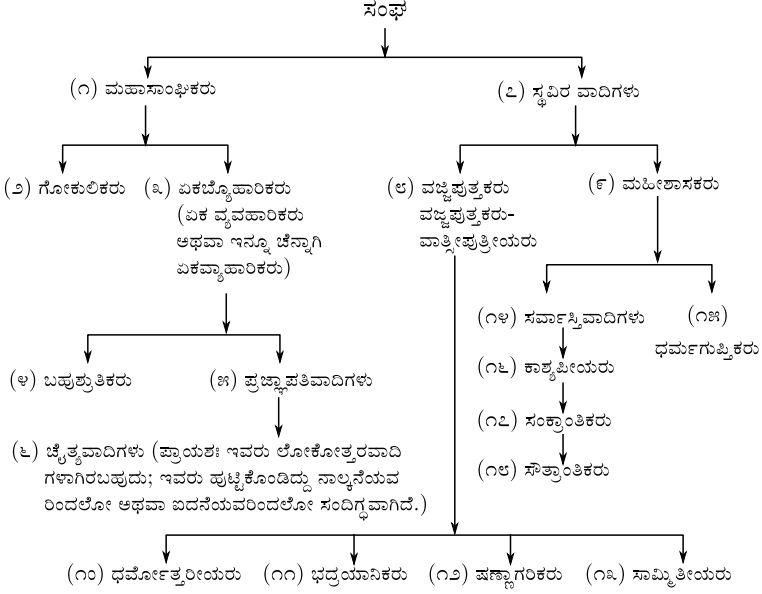 ಸಂಘ
(೧) ಮಹಾಸಾಂಘಿಕರು
(೭) ಸ್ಥವಿರ ವಾದಿಗಳು
(೨) ಗೋಕುಲಿಕರು
(೩) ಏಕಬ್ಯೊಹಾರಿಕರು
(ಏಕ ವ್ಯವಹಾರಿಕರು
ಅಥವಾ ಇನ್ನೂ ಚೆನ್ನಾಗಿ
ಏಕವ್ಯಾಹಾರಿಕರು)
(೮) ವಜ್ಜಿಪುತ್ತಕರು
ವಜ್ಜಪುತ್ತಕರು-
ವಾತ್ಸೀಪುತ್ರೀಯರು
(೯) ಮಹೀಶಾಸಕರು
(೪) ಬಹುಶ್ರುತಿಕರು
(೫) ಪ್ರಜ್ಞಾಪತಿವಾದಿಗಳು
(೬) ಚೈತ್ಯವಾದಿಗಳು (ಪ್ರಾಯಶಃ ಇವರು ಲೋಕೋತ್ತರವಾದಿ
ಗಳಾಗಿರಬಹುದು; ಇವರು ಹುಟ್ಟಿಕೊಂಡಿದ್ದು ನಾಲ್ಕನೆಯವ
ರಿಂದಲೋ ಅಥವಾ ಐದನೆಯವರಿಂದಲೋ ಸಂದಿಗ್ಧವಾಗಿದೆ.)
(೧೪) ಸರ್ವಾಸ್ತಿವಾದಿಗಳು
(೧೫)
ಧರ್ಮಗುಪ್ತಿಕರು
(೧೬) ಕಾಶ್ಯಪೀಯರು
(೧೭) ಸಂಕ್ರಾಂತಿಕರು
(೧೮) ಸೌತ್ರಾಂತಿಕರು
(೧೦) ಧರ್ಮೋತ್ತರೀಯರು
(೧೧) ಭದ್ರಯಾನಿಕರು
(೧೨) ಷಣ್ಣಾಗರಿಕರು
(೧೩) ಸಾಮ್ಮಿತೀಯರು